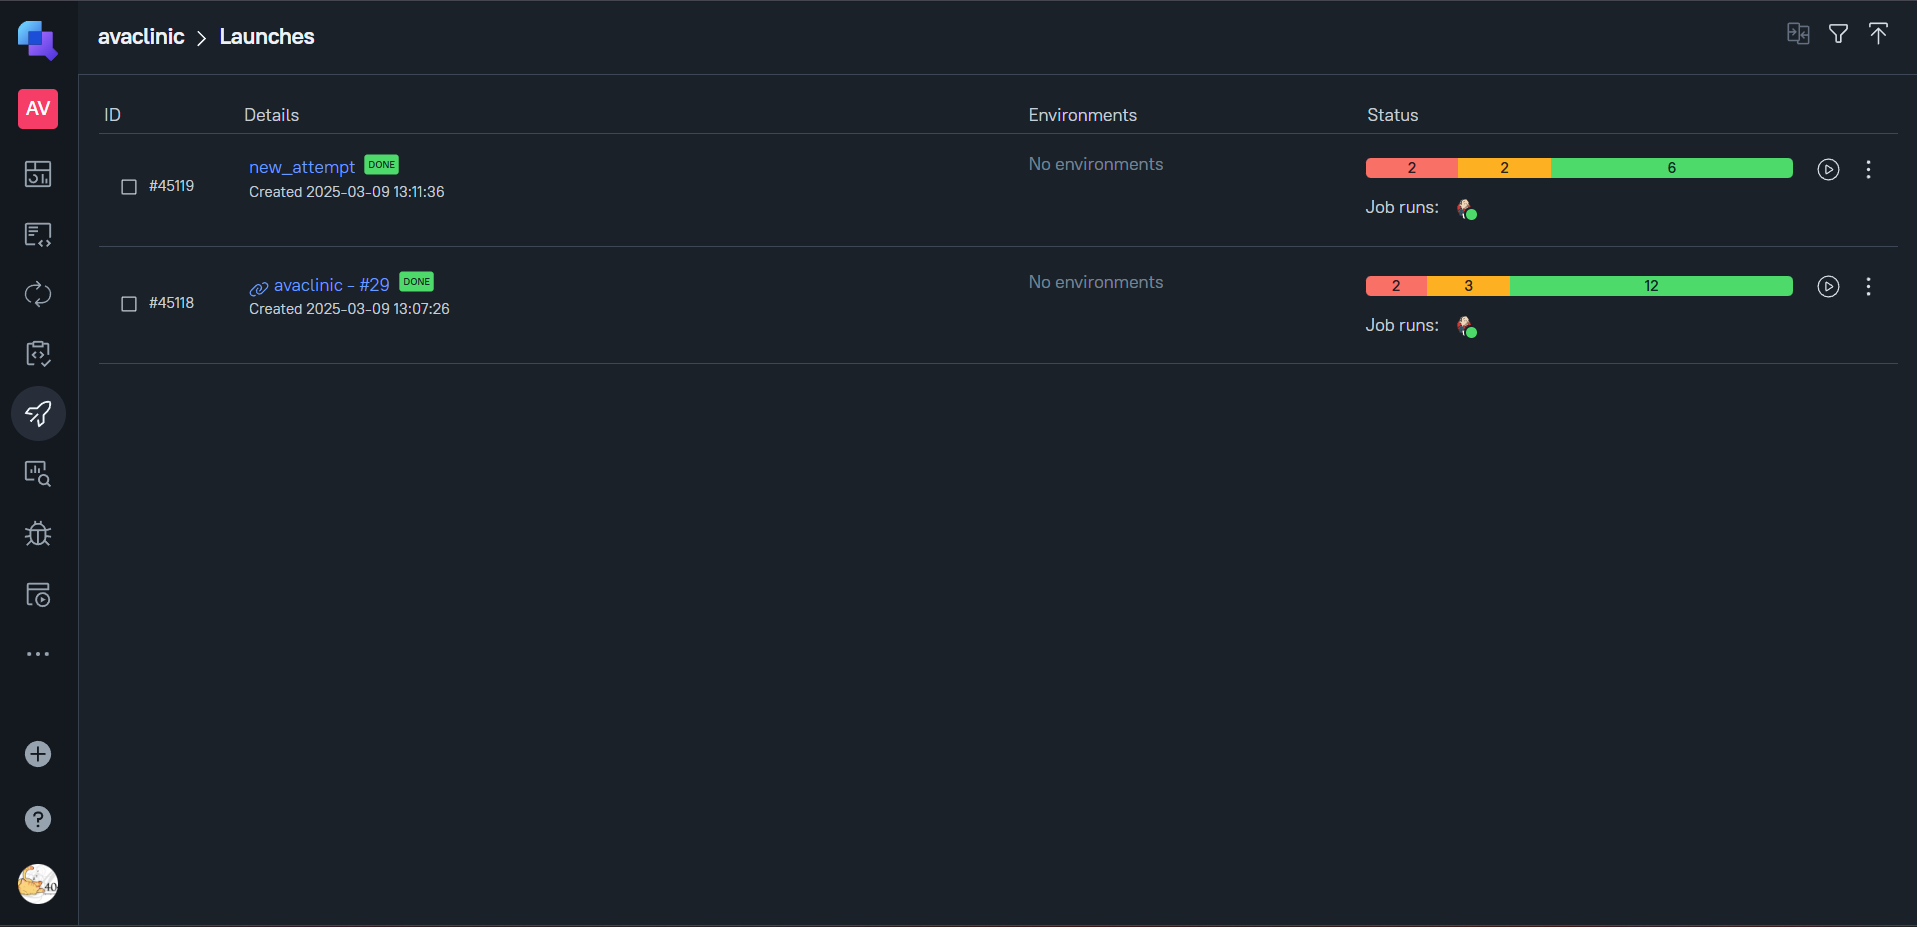 avaclinic > Launches
AV
ID Details Environments Status
#45119 new_attempt DONE No environments 2 2 6
Created 2025-03-09 13:11:36
Job runs:
#45118 avaclinic - #29 DONE No environments 2 3 12
Created 2025-03-09 13:07:26
Job runs:
?
40